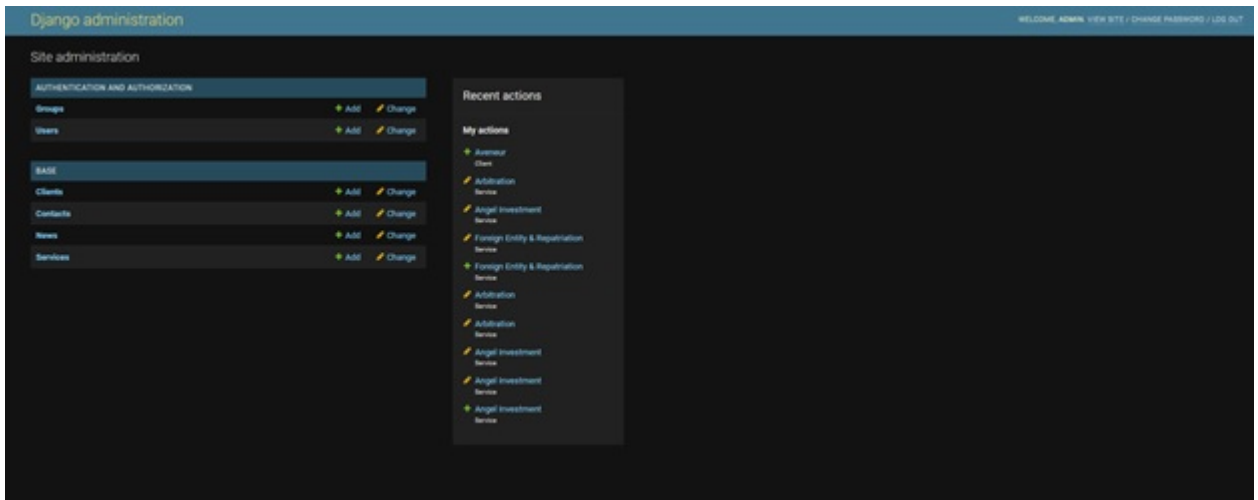 Django administration
WELCOME, ADMIN. VIEW SITE / CHANGE PASSWORD / LOG OUT
Site administration
AUTHENTICATION AND AUTHORIZATION
Groups + Add Change
Users + Add Change
BASE
Clients + Add Change
Contacts + Add Change
News + Add Change
Services + Add Change
Recent actions
My actions
+ Aveneur
Client
Arbitration
Service
Angel Investment
Service
Foreign Entity & Repatriation
Service
+ Foreign Entity & Repatriation
Service
Arbitration
Service
Arbitration
Service
Angel Investment
Service
Angel Investment
Service
+ Angel Investment
Service